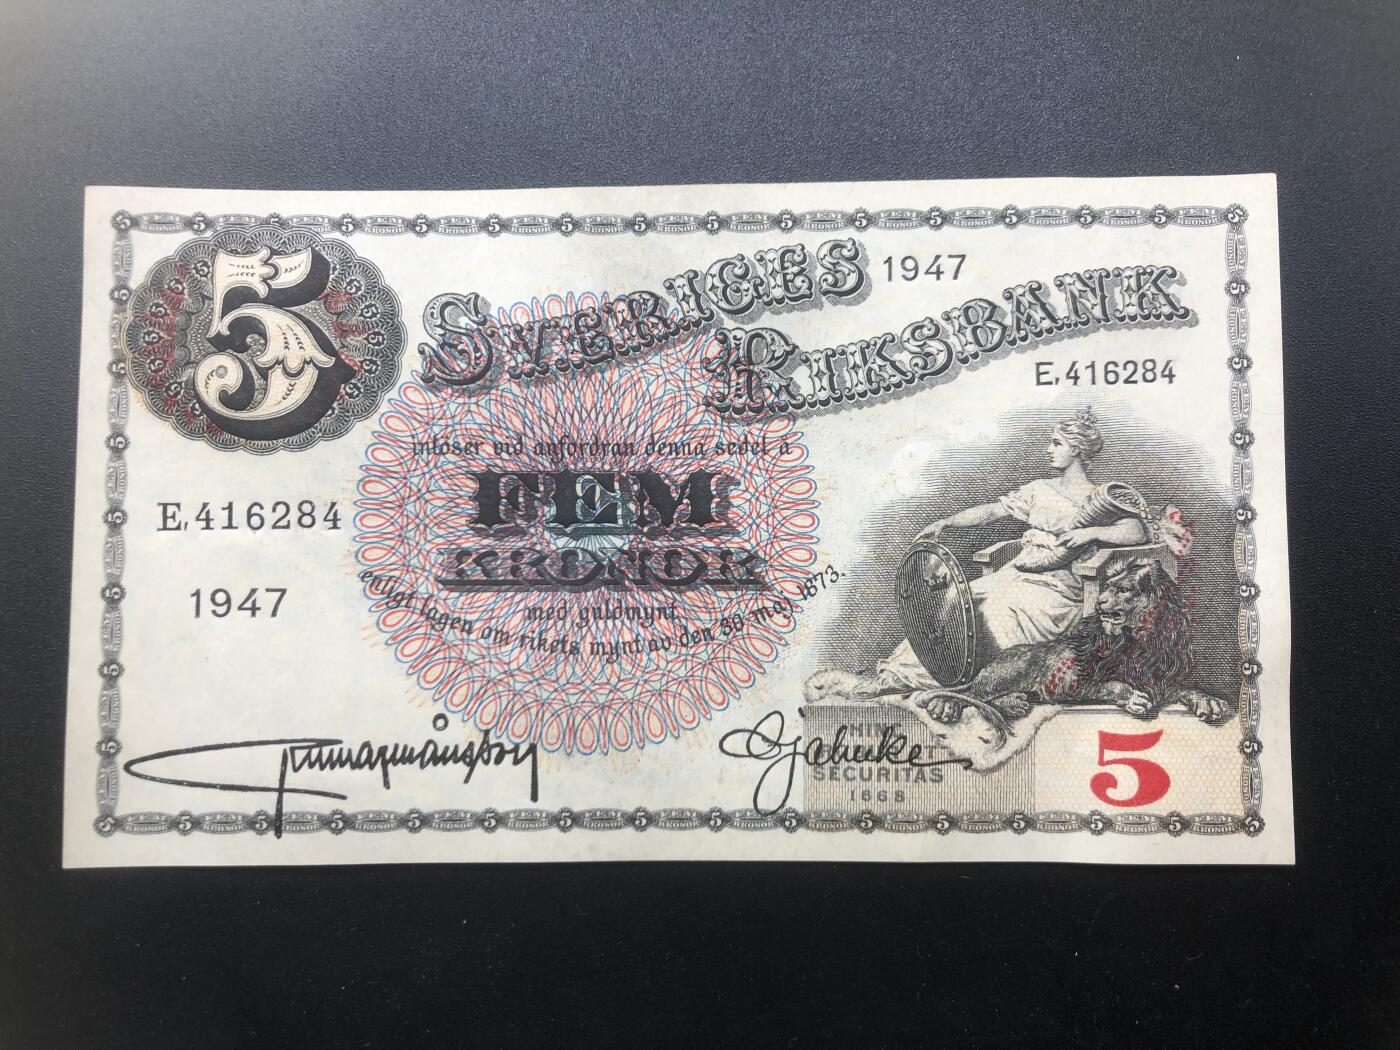 5
SVERIGES 1947
RIKSBANK
E,416284
inlöser vid anfordran denna sedel å
FEM
KRONOR
med guldmynt
enligt lagen om rikets mynt av den 30 maj 1873.
E,416284
1947
HINC
SECURITAS
1668
5